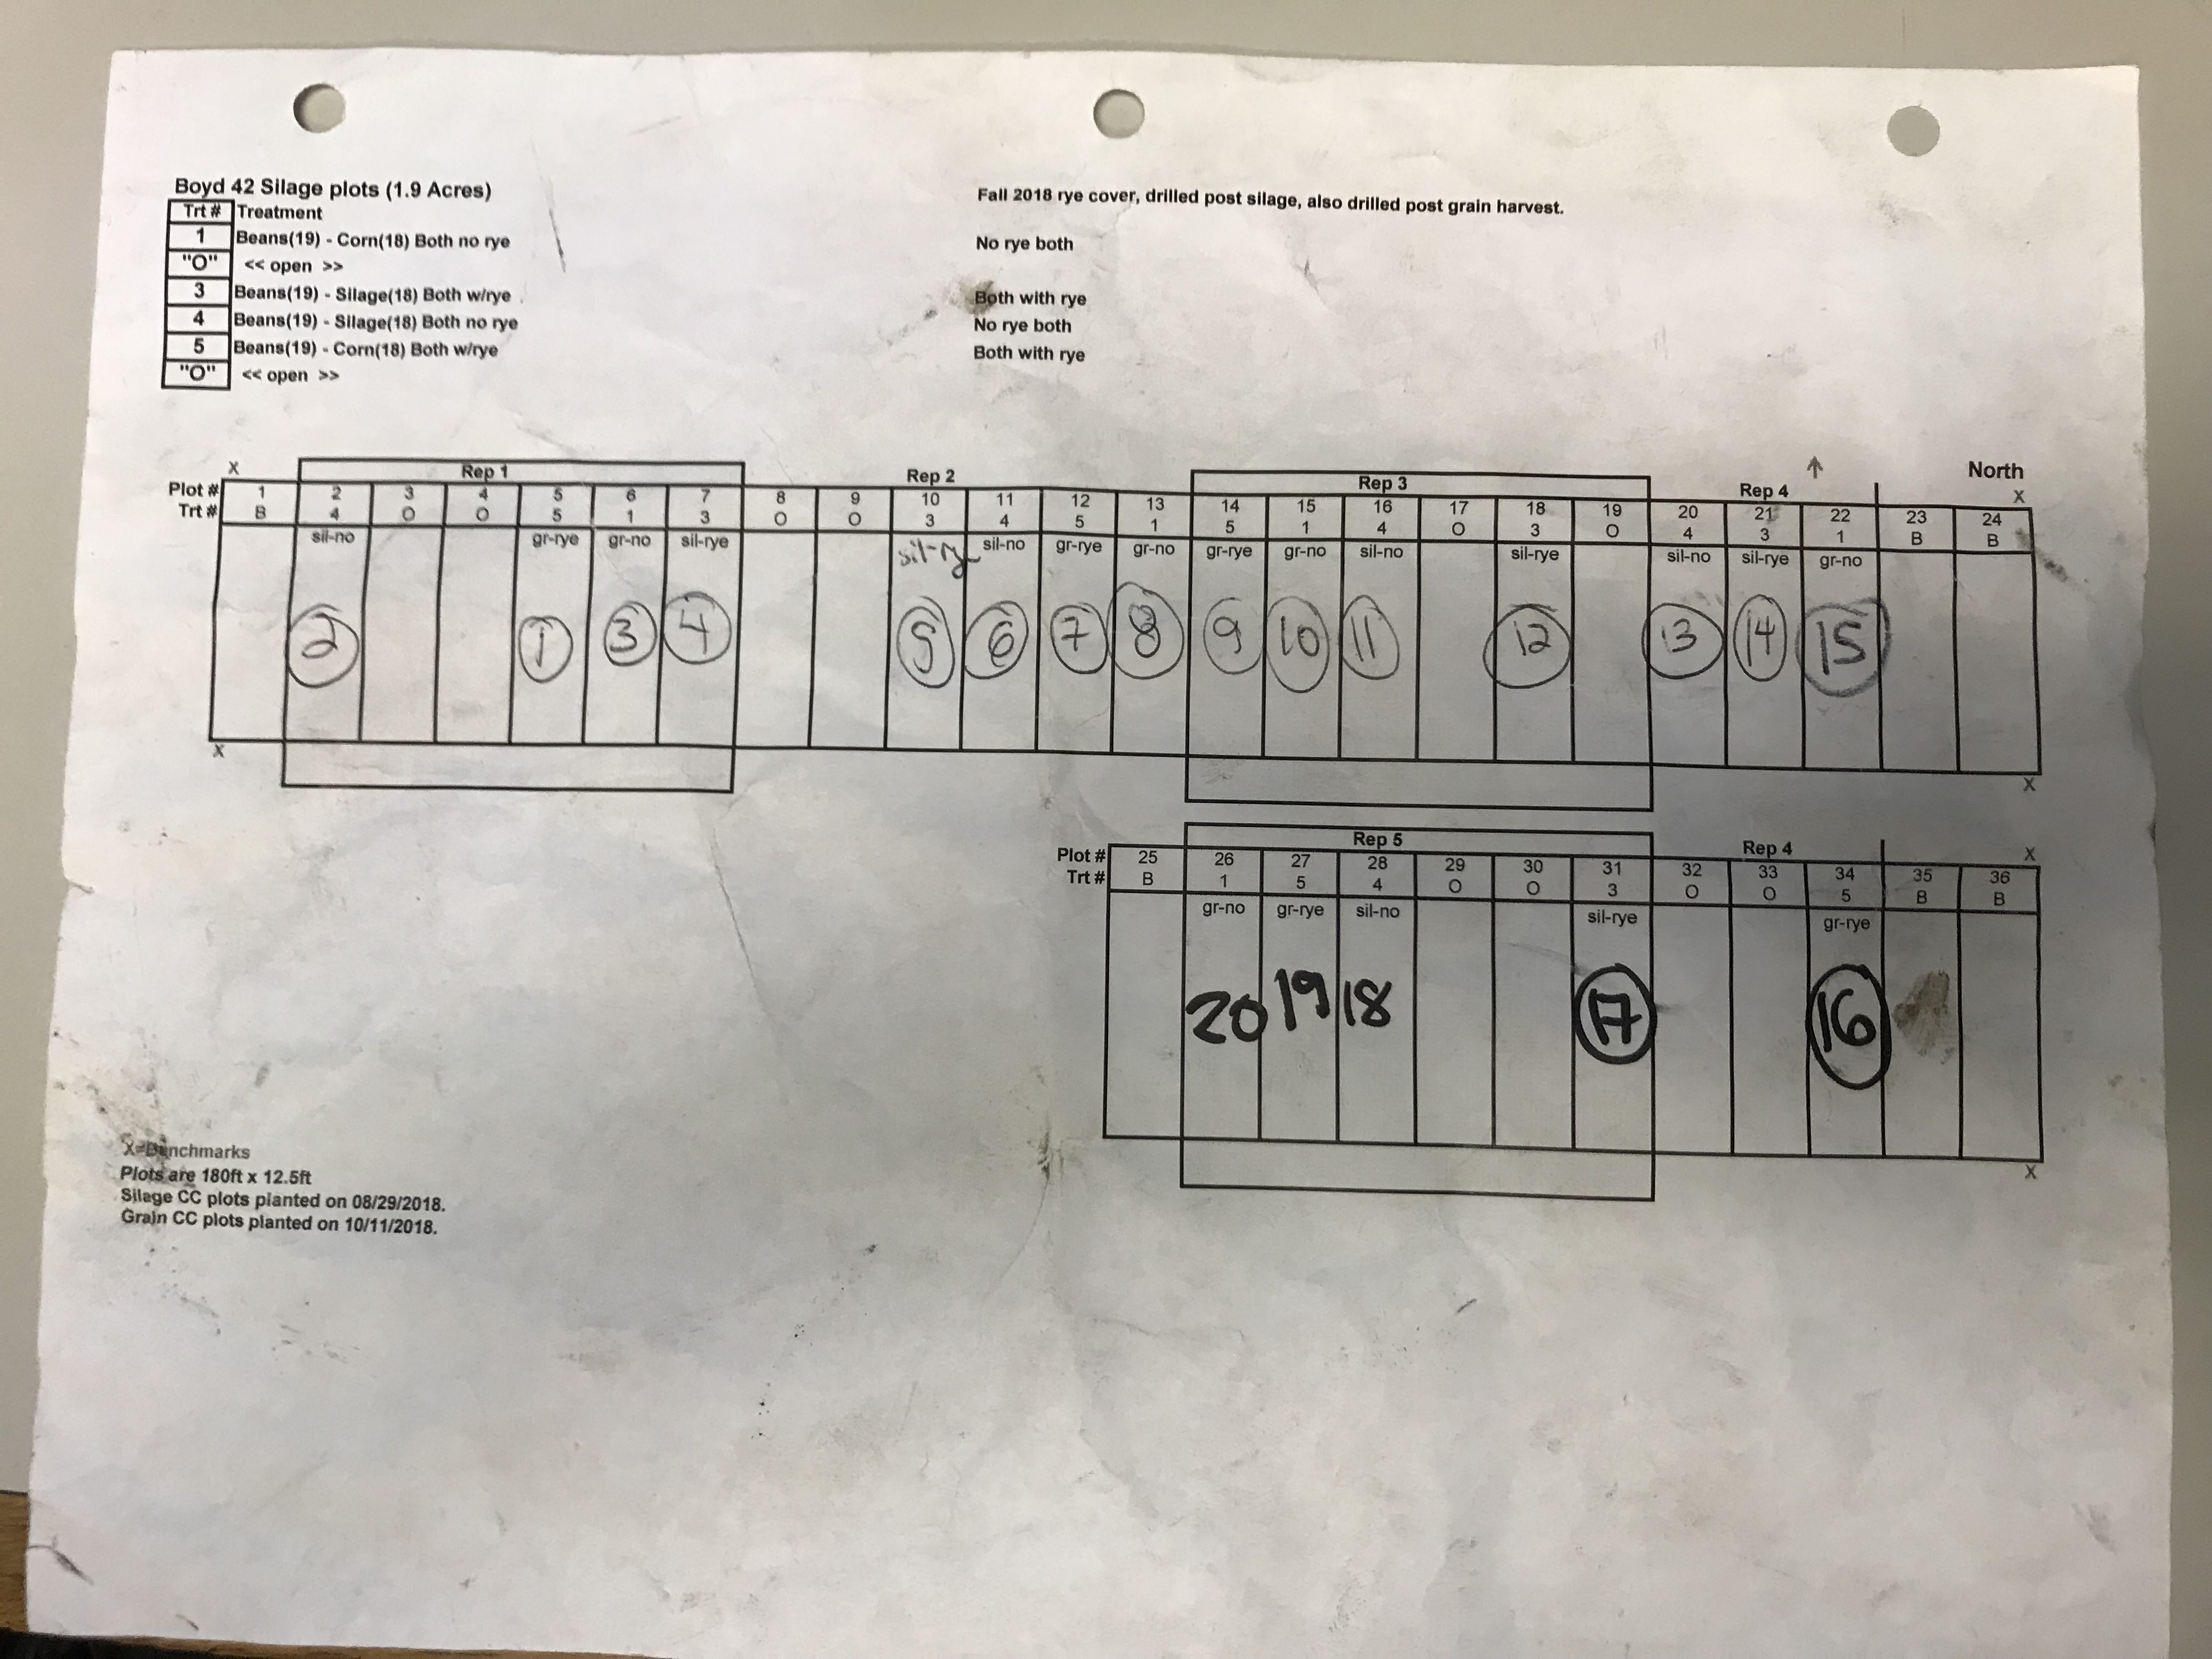 Boyd 42 Silage plots (1.9 Acres)
Fall 2018 rye cover, drilled post silage, also drilled post grain harvest.
Trt # Treatment
1 Beans(19) - Corn(18) Both no rye No rye both
"O" << open >>
3 Beans(19) - Silage(18) Both w/rye Both with rye
4 Beans(19) - Silage(18) Both no rye No rye both
5 Beans(19) - Corn(18) Both w/rye Both with rye
"O" << open >>
X Rep 1 Rep 2 Rep 3 Rep 4 ↑ North X
Plot # 1 2 3 4 5 6 7 8 9 10 11 12 13 14 15 16 17 18 19 20 21 22 23 24
Trt # B 4 O O 5 1 3 O O 3 4 5 1 5 1 4 O 3 O 4 3 1 B B
sil-no gr-rye gr-no sil-rye sil-rye sil-no gr-rye gr-no gr-rye gr-no sil-no sil-rye sil-no sil-rye gr-no
2 1 3 4 5 6 7 8 9 10 11 12 13 14 15
X X
Rep 5 Rep 4 X
Plot # 25 26 27 28 29 30 31 32 33 34 35 36
Trt # B 1 5 4 O O 3 O O 5 B B
gr-no gr-rye sil-no sil-rye gr-rye
20 19 18 17 16
X
X=Benchmarks
Plots are 180ft x 12.5ft
Silage CC plots planted on 08/29/2018.
Grain CC plots planted on 10/11/2018.